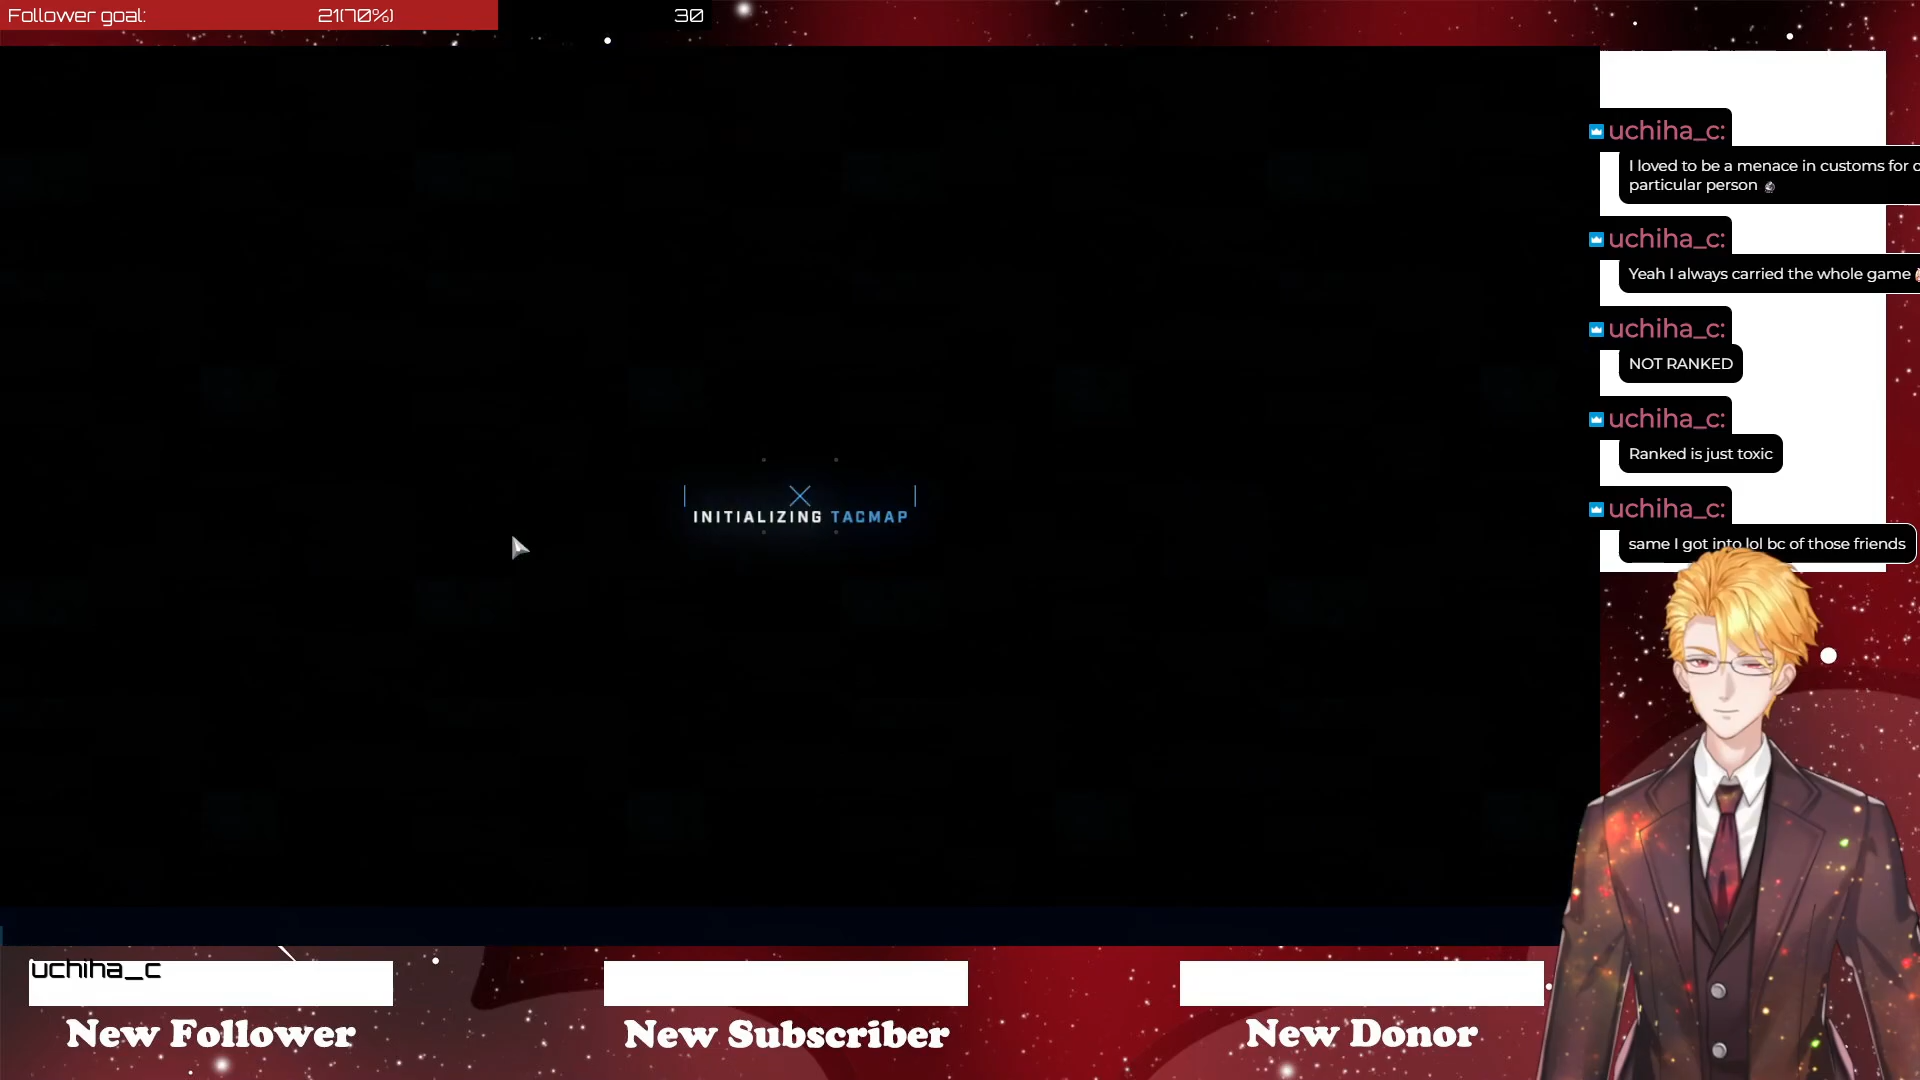 Follower goal:
21(70%)
30
uchiha_c:
I loved to be a menace in customs for
particular person
uchiha_c:
Yeah I always carried the whole game
uchiha_c:
NOT RANKED
uchiha_c:
Ranked is just toxic
uchiha_c:
same I got into lol bc of those friends
INITIALIZING TACMAP
uchiha_c
New Follower
New Subscriber
New Donor